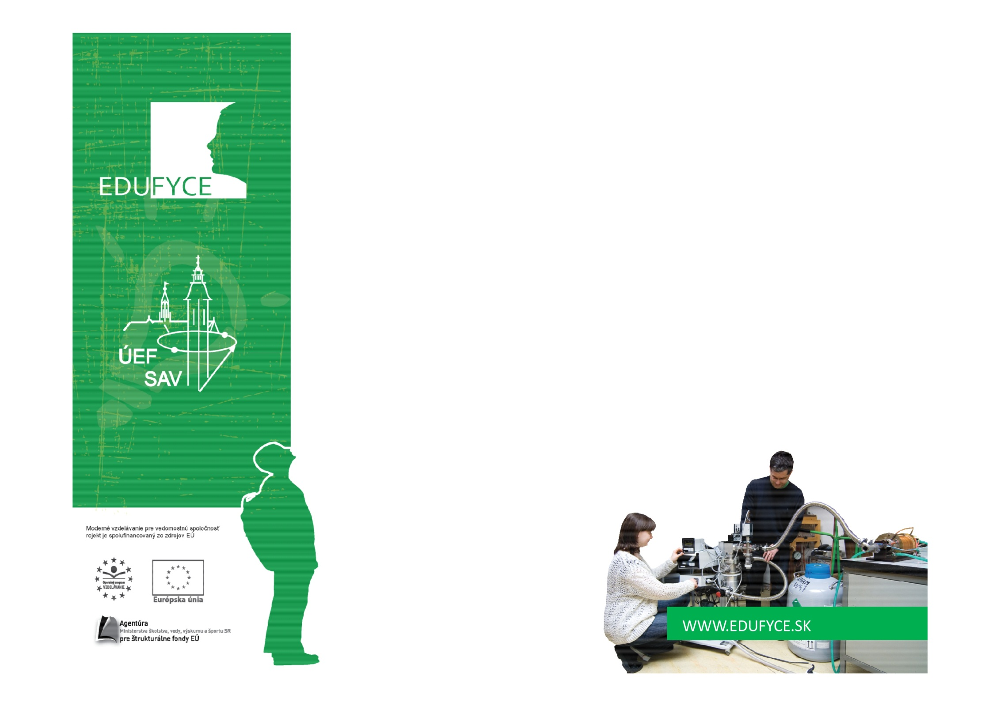 EDUFYCE
ÚEF
SAV
Moderné vzdelávanie pre vedomostnú spoločnosť
rojekt je spolufinancovaný zo zdrojov EÚ
Operačný program
VZDELÁVANIE
Európska únia
Agentúra
Ministerstva školstva, vedy, výskumu a športu SR
pre štrukturálne fondy EÚ
W47
WWW.EDUFYCE.SK